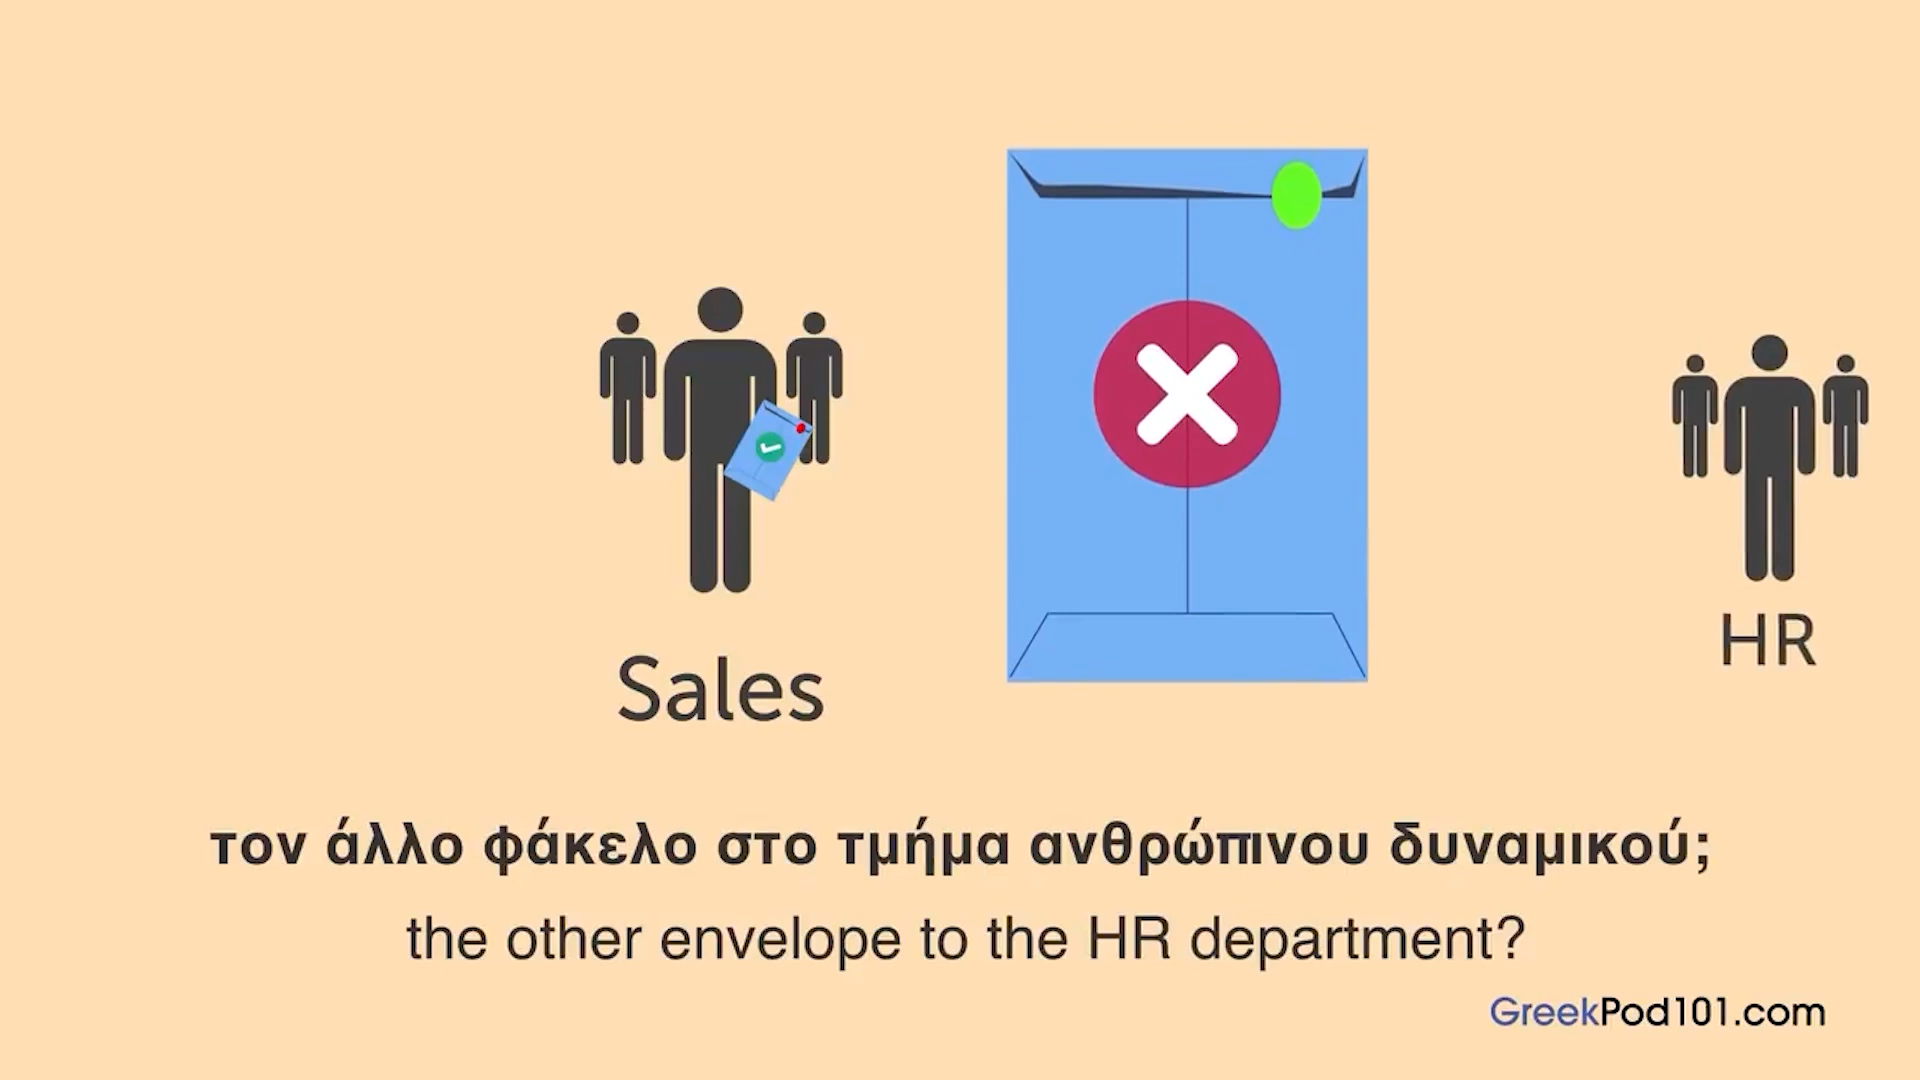 Sales
HR
τον άλλο φάκελο στο τμήμα ανθρώπινου δυναμικού;
the other envelope to the HR department?
GreekPod101.com